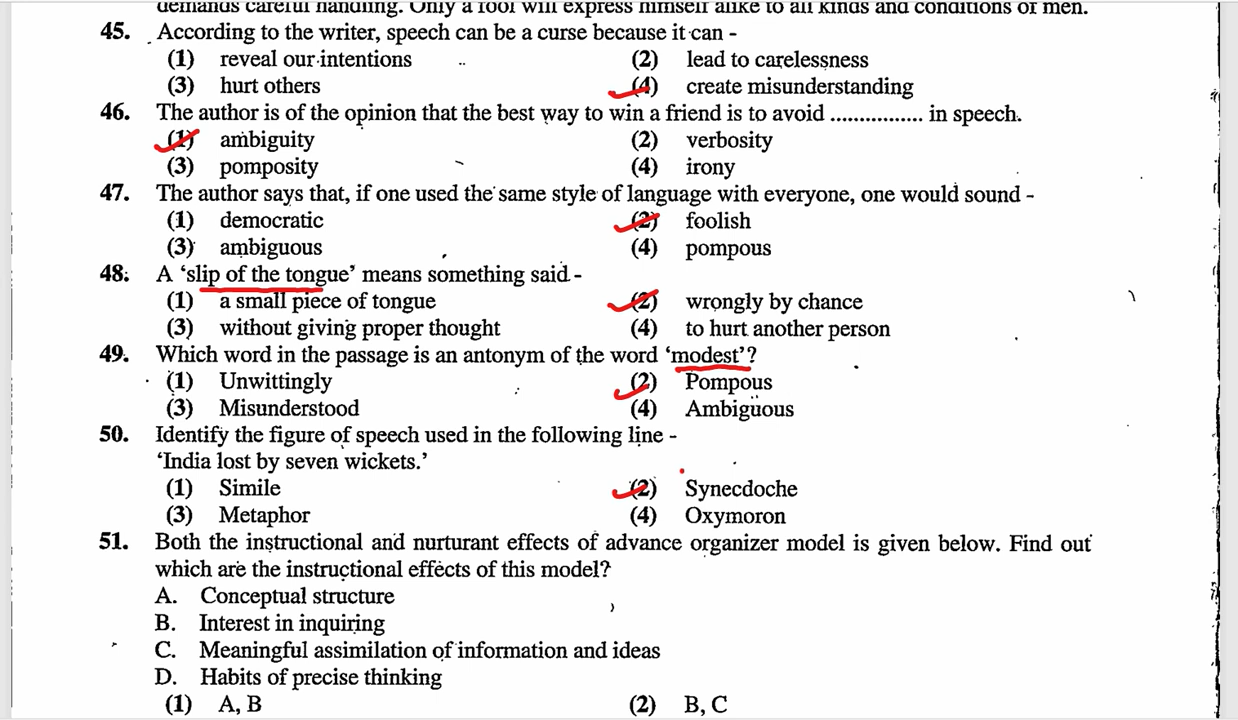 demands careful handling. Only a fool will express himself alike to all kinds and conditions of men.
45. According to the writer, speech can be a curse because it can -
(1) reveal our intentions (2) lead to carelessness
(3) hurt others (4) create misunderstanding
46. The author is of the opinion that the best way to win a friend is to avoid ................ in speech.
(1) ambiguity (2) verbosity
(3) pomposity (4) irony
47. The author says that, if one used the same style of language with everyone, one would sound -
(1) democratic (2) foolish
(3) ambiguous (4) pompous
48. A ‘slip of the tongue’ means something said -
(1) a small piece of tongue (2) wrongly by chance
(3) without giving proper thought (4) to hurt another person
49. Which word in the passage is an antonym of the word ‘modest’?
(1) Unwittingly (2) Pompous
(3) Misunderstood (4) Ambiguous
50. Identify the figure of speech used in the following line -
‘India lost by seven wickets.’
(1) Simile (2) Synecdoche
(3) Metaphor (4) Oxymoron
51. Both the instructional and nurturant effects of advance organizer model is given below. Find out
which are the instructional effects of this model?
A. Conceptual structure
B. Interest in inquiring
C. Meaningful assimilation of information and ideas
D. Habits of precise thinking
(1) A, B (2) B, C